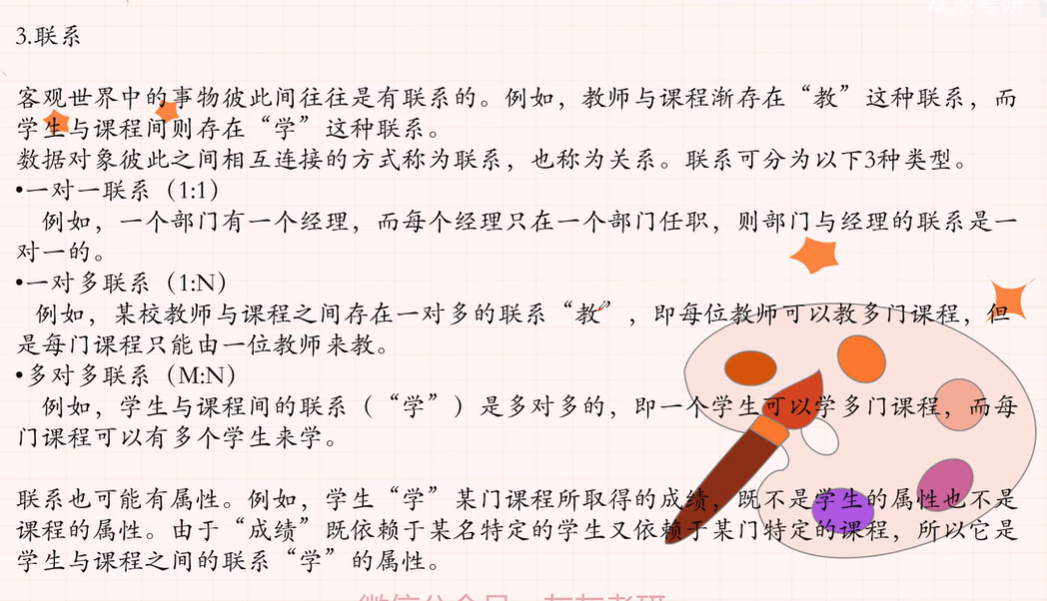 3.联系
客观世界中的事物彼此间往往是有联系的。例如，教师与课程渐存在“教”这种联系，而
学生与课程间则存在“学”这种联系。
数据对象彼此之间相互连接的方式称为联系，也称为关系。联系可分为以下3种类型。
•一对一联系（1:1）
例如，一个部门有一个经理，而每个经理只在一个部门任职，则部门与经理的联系是一
对一的。
•一对多联系（1:N）
例如，某校教师与课程之间存在一对多的联系“教”，即每位教师可以教多门课程，但
是每门课程只能由一位教师来教。
•多对多联系（M:N）
例如，学生与课程间的联系（“学”）是多对多的，即一个学生可以学多门课程，而每
门课程可以有多个学生来学。
联系也可能有属性。例如，学生“学”某门课程所取得的成绩，既不是学生的属性也不是
课程的属性。由于“成绩”既依赖于某名特定的学生又依赖于某门特定的课程，所以它是
学生与课程之间的联系“学”的属性。